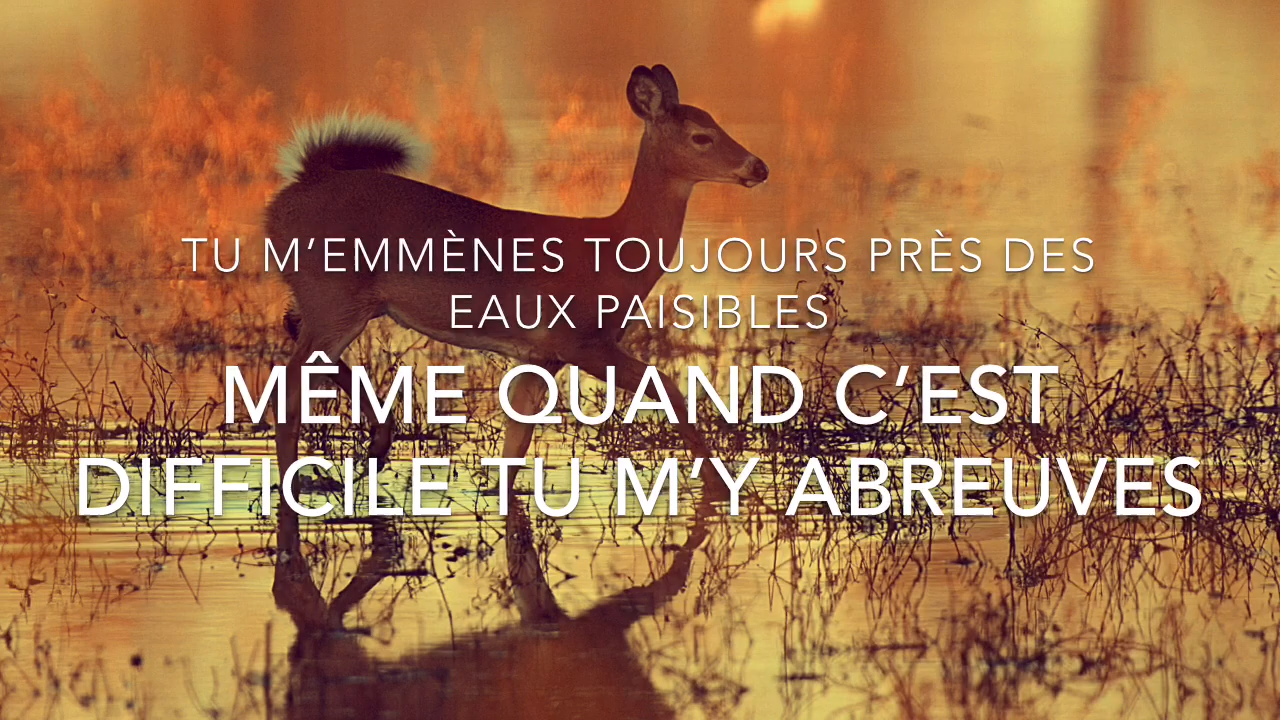 TU M’EMMÈNES TOUJOURS PRÈS DES
EAUX PAISIBLES
MÊME QUAND C’EST
DIFFICILE TU M’Y ABREUVES